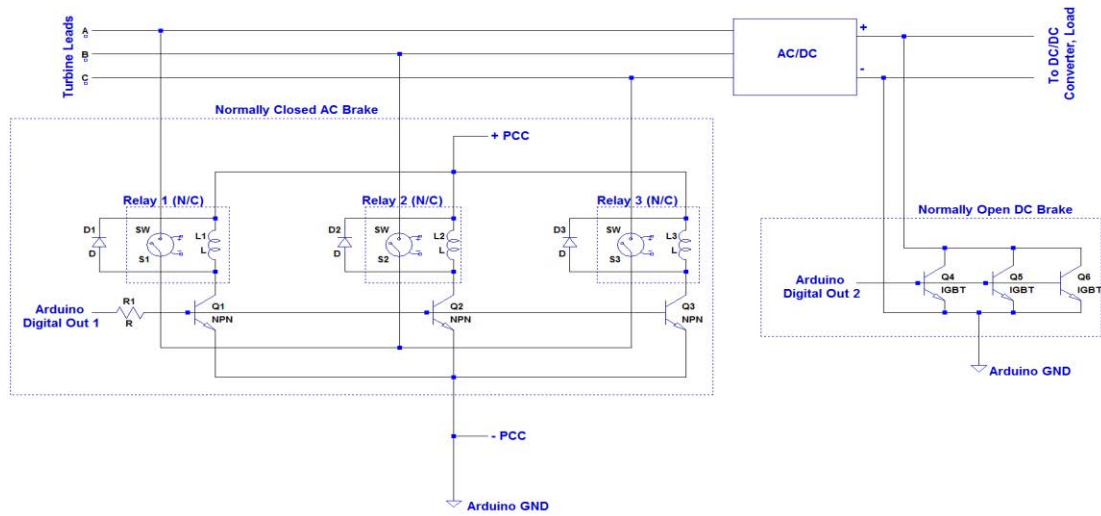 Turbine Leads
A
B
C
AC/DC
+
-
To DC/DC
Converter, Load
Normally Closed AC Brake
+ PCC
Relay 1 (N/C)
Relay 2 (N/C)
Relay 3 (N/C)
D1
D
SW
S1
L1
L
D2
D
SW
S2
L2
L
D3
D
SW
S3
L3
L
Arduino
Digital Out 1
R1
R
Q1
NPN
Q2
NPN
Q3
NPN
- PCC
Arduino GND
Normally Open DC Brake
Arduino
Digital Out 2
Q4
IGBT
Q5
IGBT
Q6
IGBT
Arduino GND